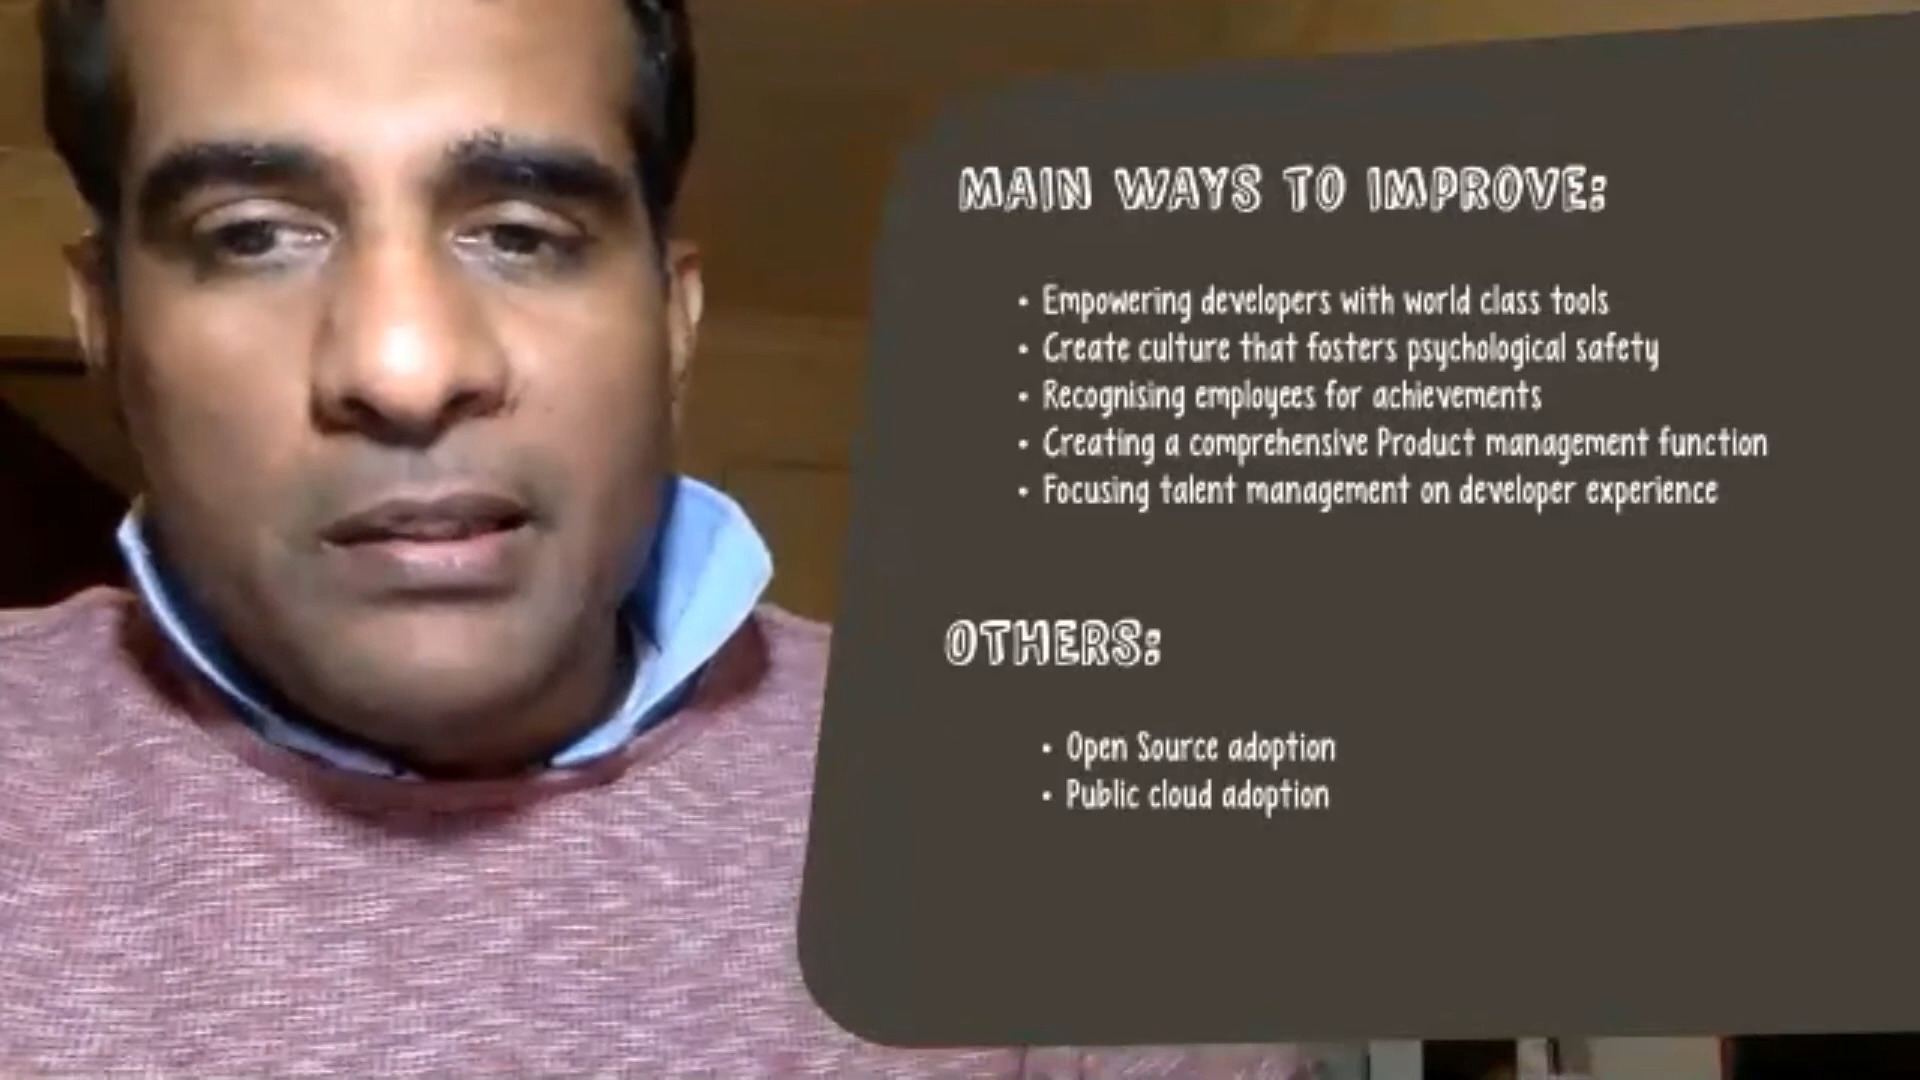 MAIN WAYS TO IMPROVE:
• Empowering developers with world class tools
• Create culture that fosters psychological safety
• Recognising employees for achievements
• Creating a comprehensive Product management function
• Focusing talent management on developer experience
OTHERS:
• Open Source adoption
• Public cloud adoption